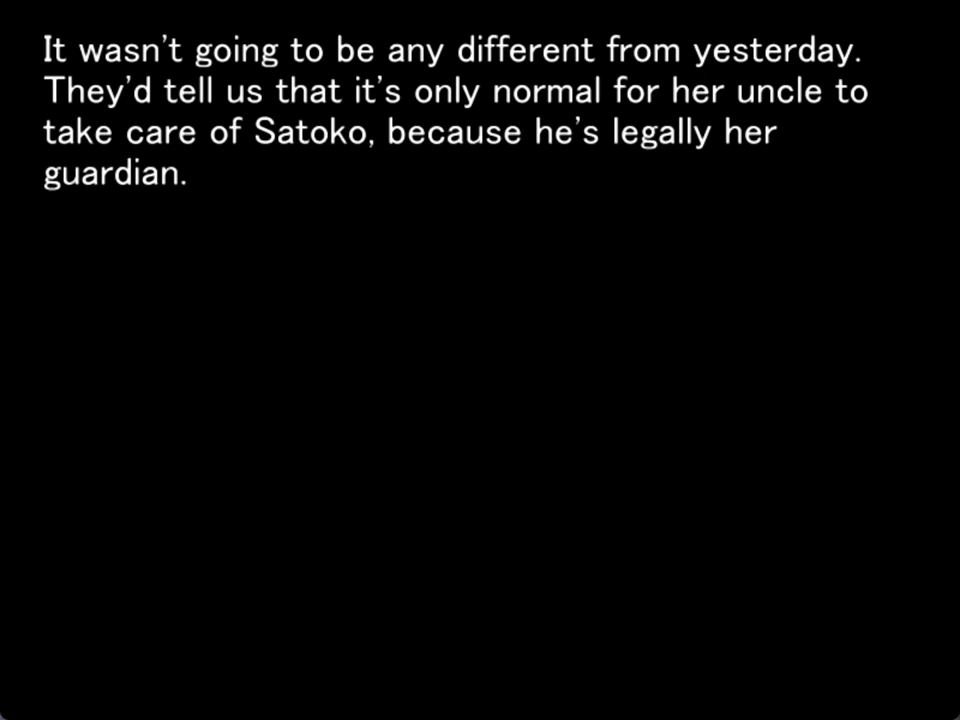 It wasn't going to be any different from yesterday.
They'd tell us that it's only normal for her uncle to
take care of Satoko, because he's legally her
guardian.